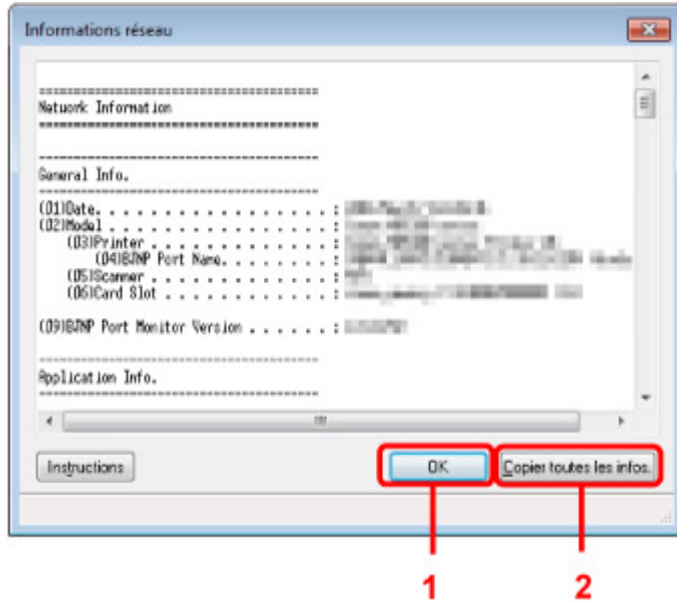 Informations réseau
========================================
Network Information
========================================
----------------------------------------
General Info.
----------------------------------------
(01)Date. . . . . . . . . . . . . . . . :
(02)Model . . . . . . . . . . . . . . . :
(03)Printer . . . . . . . . . . . . . :
(04)BJNP Port Name. . . . . . . . . :
(05)Scanner . . . . . . . . . . . . . :
(06)Card Slot . . . . . . . . . . . . :
(09)BJNP Port Monitor Version . . . . . :
----------------------------------------
Application Info.
----------------------------------------
Instructions OK Copier toutes les infos.
1 2